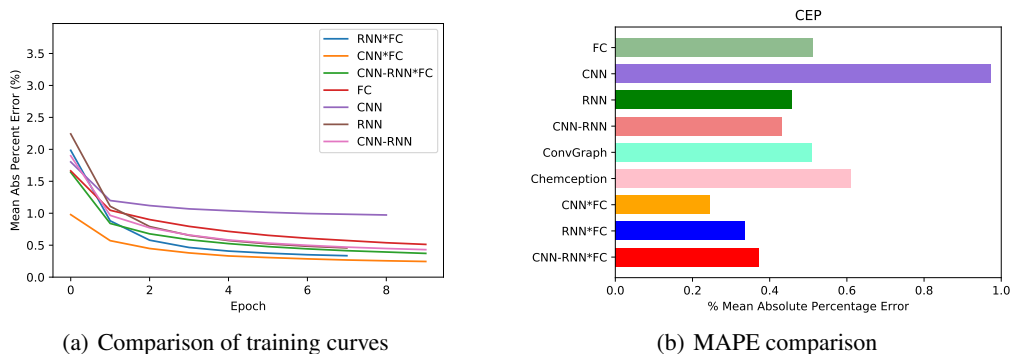 3.5
3.0
2.5
2.0
1.5
1.0
0.5
0.0
Mean Abs Percent Error (%)
RNN*FC
CNN*FC
CNN-RNN*FC
FC
CNN
RNN
CNN-RNN
0 2 4 6 8
Epoch
(a) Comparison of training curves
CEP
FC
CNN
RNN
CNN-RNN
ConvGraph
Chemception
CNN*FC
RNN*FC
CNN-RNN*FC
0.0 0.2 0.4 0.6 0.8 1.0
% Mean Absolute Percentage Error
(b) MAPE comparison